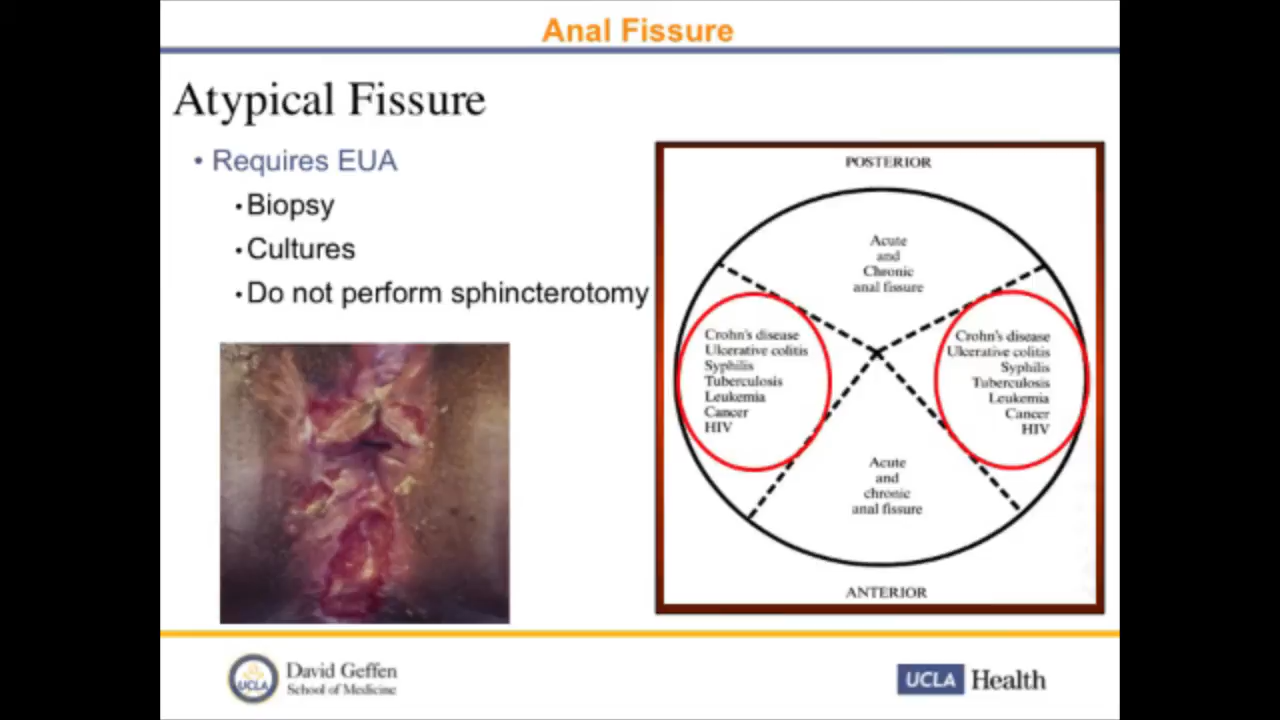 Anal Fissure
Atypical Fissure
• Requires EUA
• Biopsy
• Cultures
• Do not perform sphincterotomy
POSTERIOR
Acute
and
Chronic
anal fissure
Crohn's disease
Ulcerative colitis
Syphilis
Tuberculosis
Leukemia
Cancer
HIV
Crohn's disease
Ulcerative colitis
Syphilis
Tuberculosis
Leukemia
Cancer
HIV
Acute
and
chronic
anal fissure
ANTERIOR
UCLA
David Geffen
School of Medicine
UCLA Health